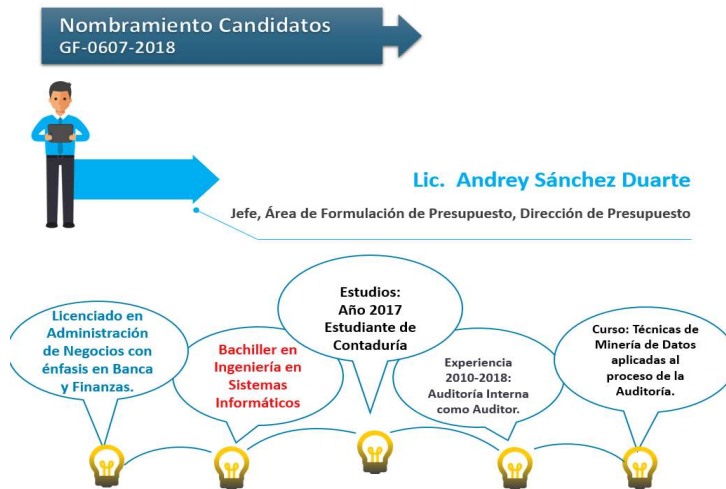 Nombramiento Candidatos
GF-0607-2018
Lic. Andrey Sánchez Duarte
Jefe, Área de Formulación de Presupuesto, Dirección de Presupuesto
Licenciado en
Administración
de Negocios con
énfasis en Banca
y Finanzas.
Bachiller en
Ingeniería en
Sistemas
Informáticos
Estudios:
Año 2017
Estudiante de
Contaduría
Experiencia
2010-2018:
Auditoría Interna
como Auditor.
Curso: Técnicas de
Minería de Datos
aplicadas al
proceso de la
Auditoría.